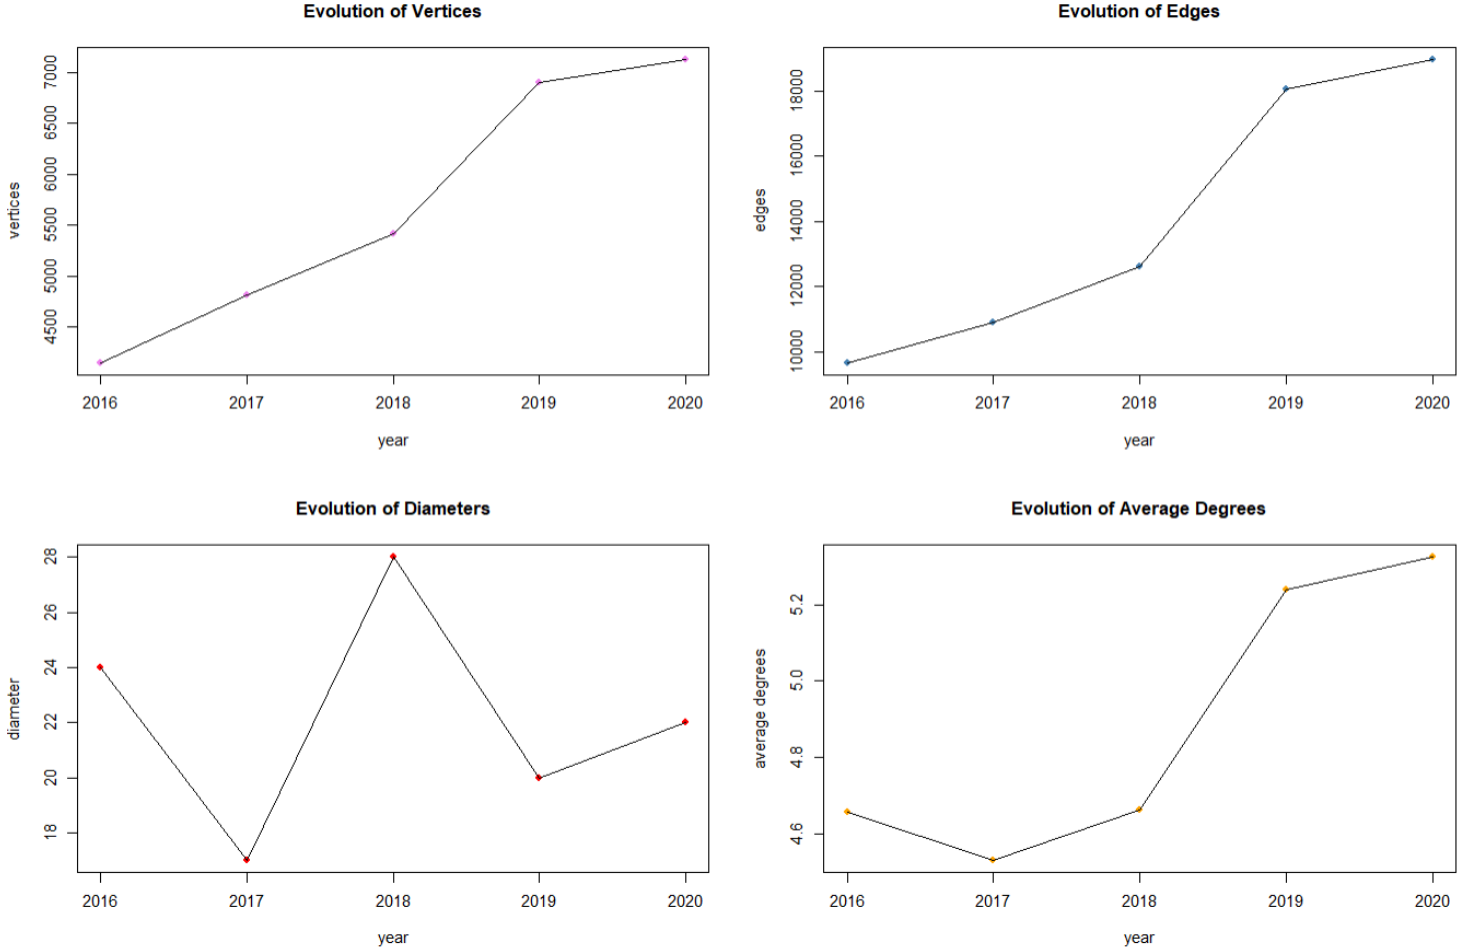 Evolution of Vertices
vertices
7000
6500
6000
5500
5000
4500
2016 2017 2018 2019 2020
year
Evolution of Edges
edges
18000
16000
14000
12000
10000
2016 2017 2018 2019 2020
year
Evolution of Diameters
diameter
28
26
24
22
20
18
2016 2017 2018 2019 2020
year
Evolution of Average Degrees
average degrees
5.2
5.0
4.8
4.6
2016 2017 2018 2019 2020
year